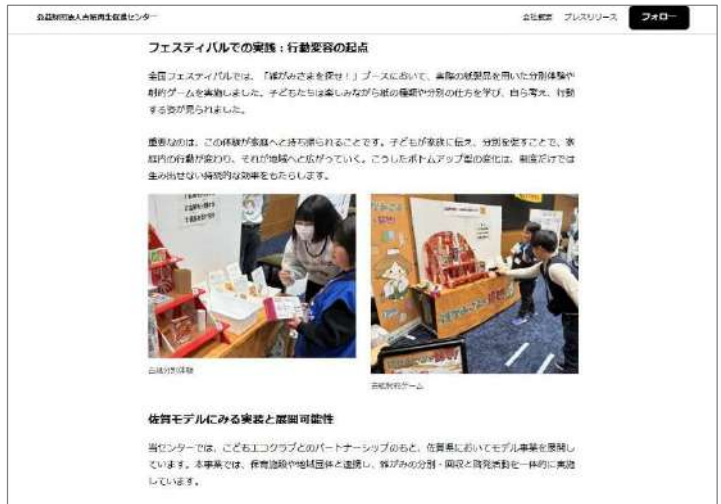 公益財団法人古紙再生促進センター
会社概要 プレスリリース フォロー
フェスティバルでの実践：行動変容の起点
全国フェスティバルでは、「雑がみさまを探せ！」ブースにおいて、実際の紙製品を用いた分別体験や
射的ゲームを実施しました。子どもたちは楽しみながら紙の種類や分別の仕方を学び、自ら考え、行動
する姿が見られました。
重要なのは、この体験が家庭へと持ち帰られることです。子どもが家族に伝え、分別を促すことで、家
庭内の行動が変わり、それが地域へと広がっていく。こうしたボトムアップ型の変化は、制度だけでは
生み出せない持続的な効果をもたらします。
古紙分別体験
古紙射的ゲーム
佐賀モデルにみる実装と展開可能性
当センターでは、こどもエコクラブとのパートナーシップのもと、佐賀県においてモデル事業を展開し
ています。本事業では、保育施設や地域団体と連携し、雑がみの分別・回収と啓発活動を一体的に実施
しています。